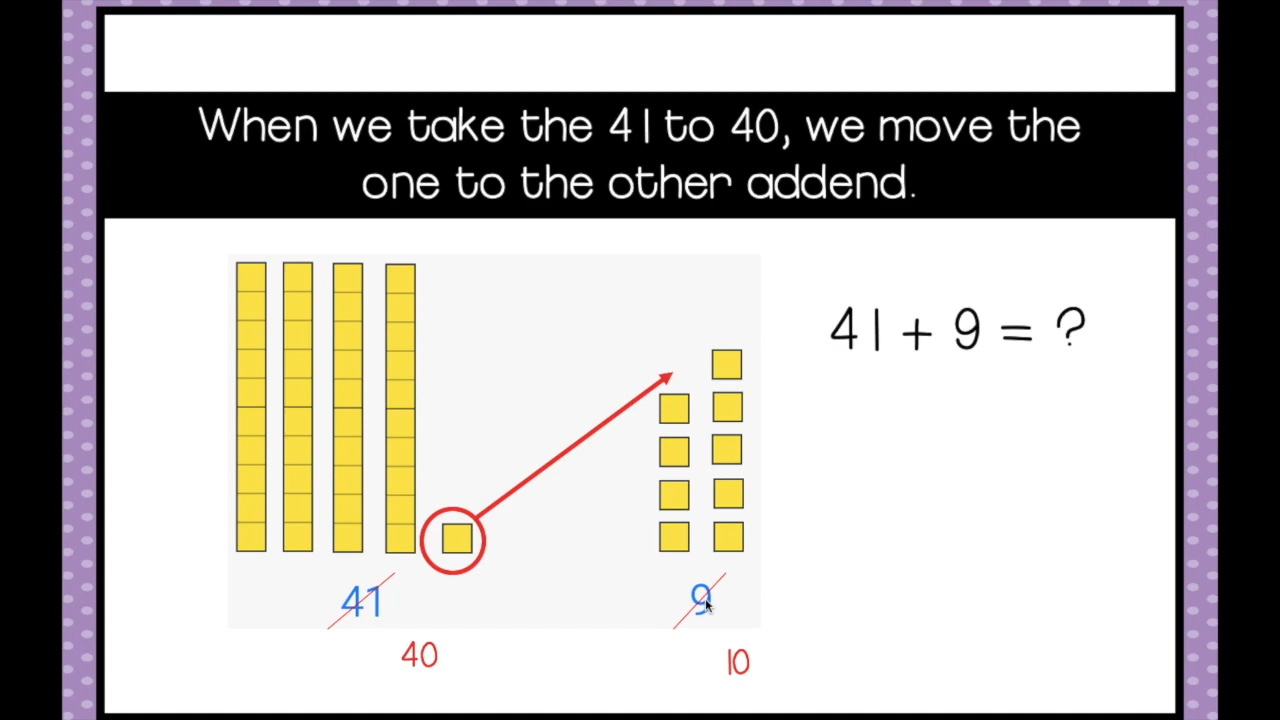 When we take the 41 to 40, we move the
one to the other addend.
41 + 9 = ?
41
9
40
10